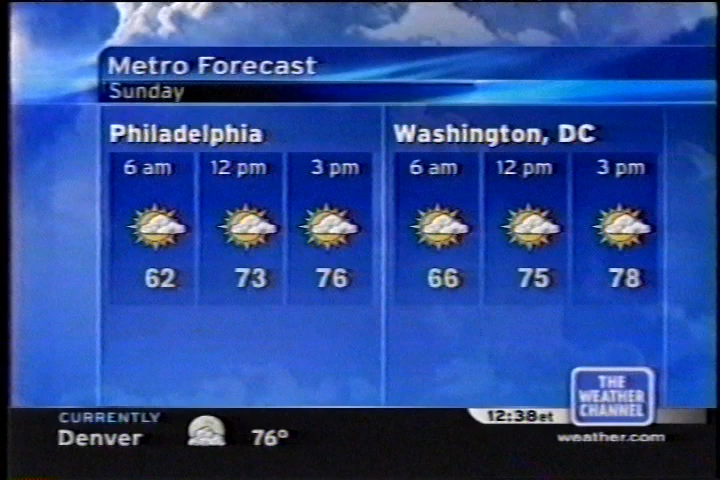 Metro Forecast
Sunday
Philadelphia
6 am 12 pm 3 pm
62 73 76
Washington, DC
6 am 12 pm 3 pm
66 75 78
THE
WEATHER
CHANNEL
CURRENTLY
Denver 76°
12:38et
weather.com